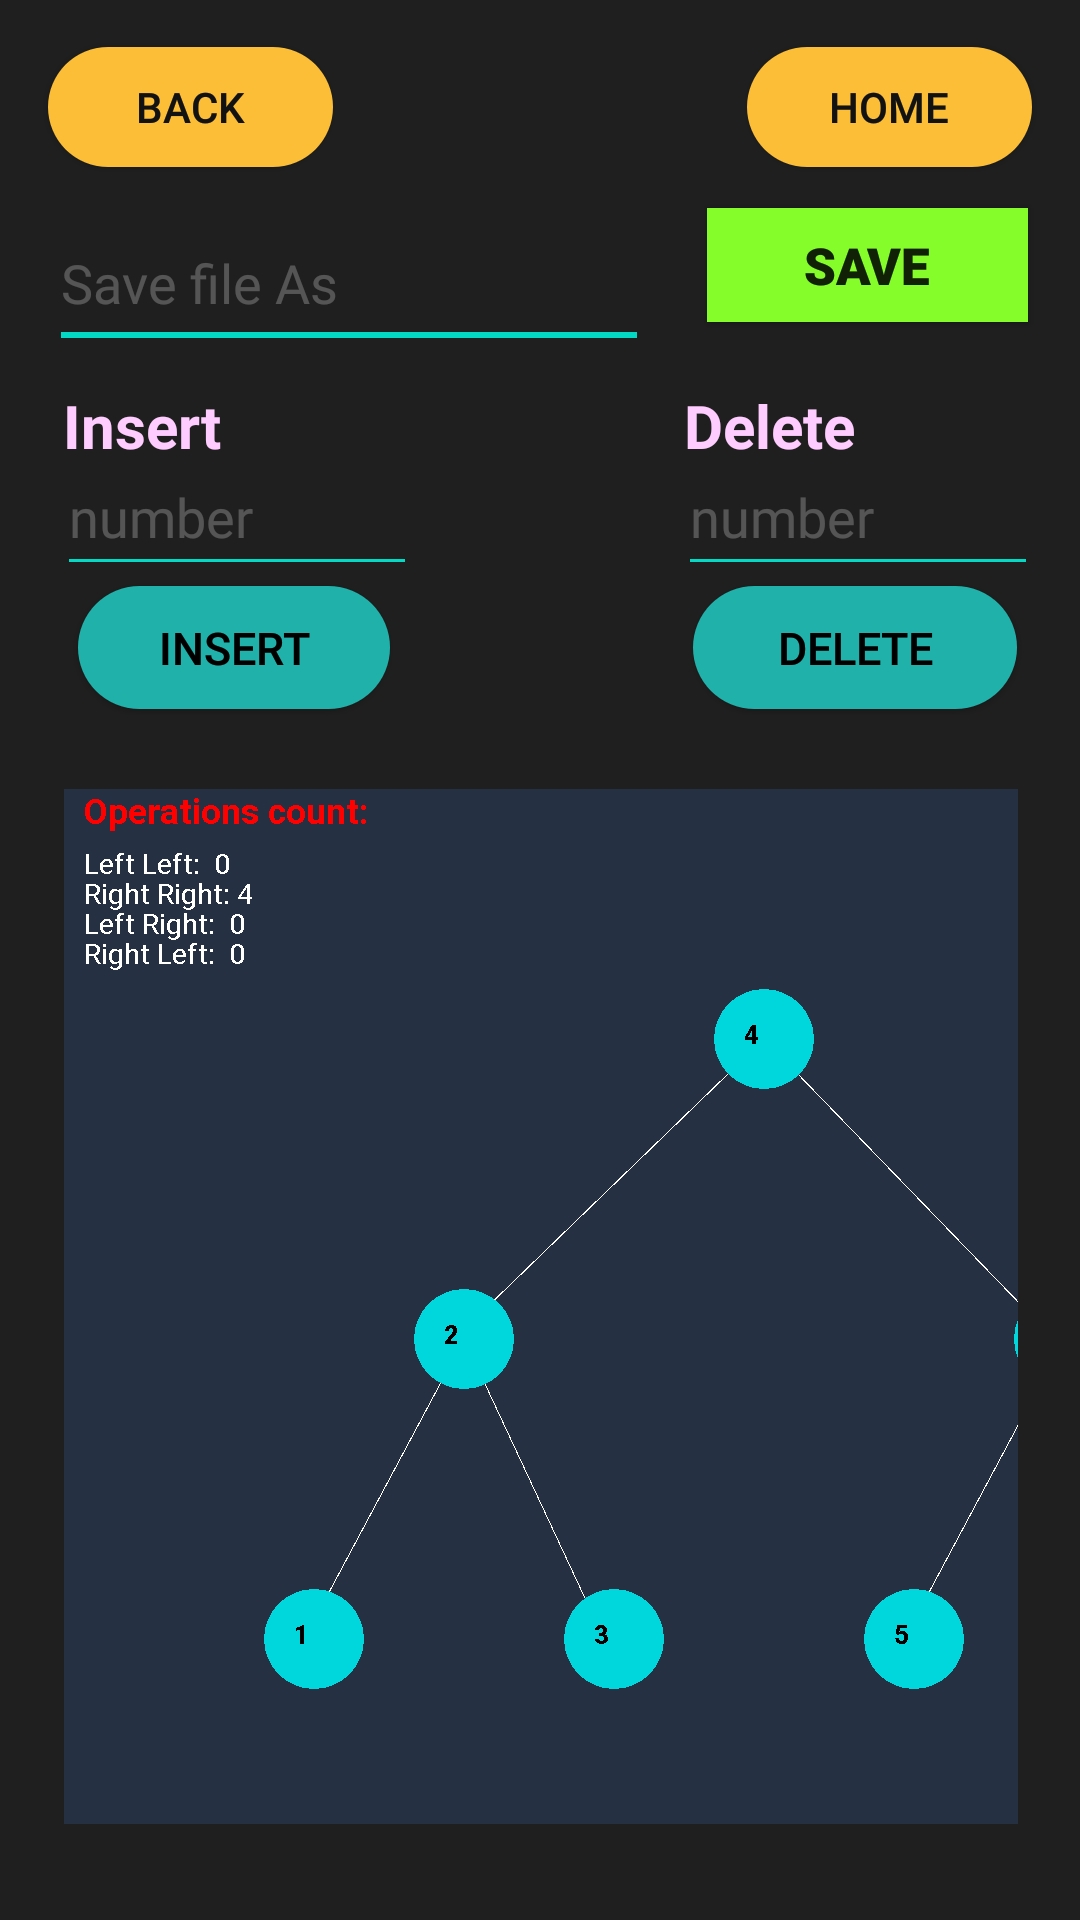 BACK
HOME
Save file As
SAVE
Insert
Delete
number
number
INSERT
DELETE
Operations count:
Left Left:  0
Right Right: 4
Left Right:  0
Right Left:  0
4
2
1
3
5